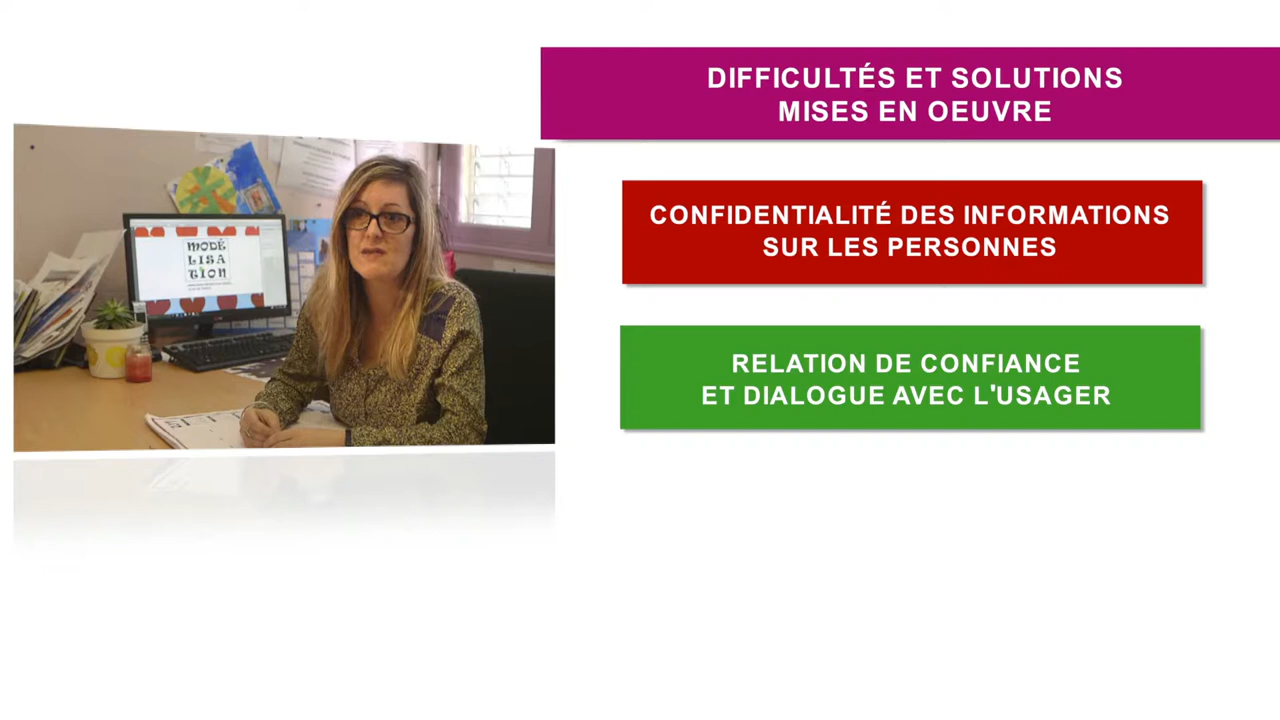 DIFFICULTÉS ET SOLUTIONS
MISES EN OEUVRE
CONFIDENTIALITÉ DES INFORMATIONS
SUR LES PERSONNES
RELATION DE CONFIANCE
ET DIALOGUE AVEC L'USAGER
MODÉ
LISA
TION